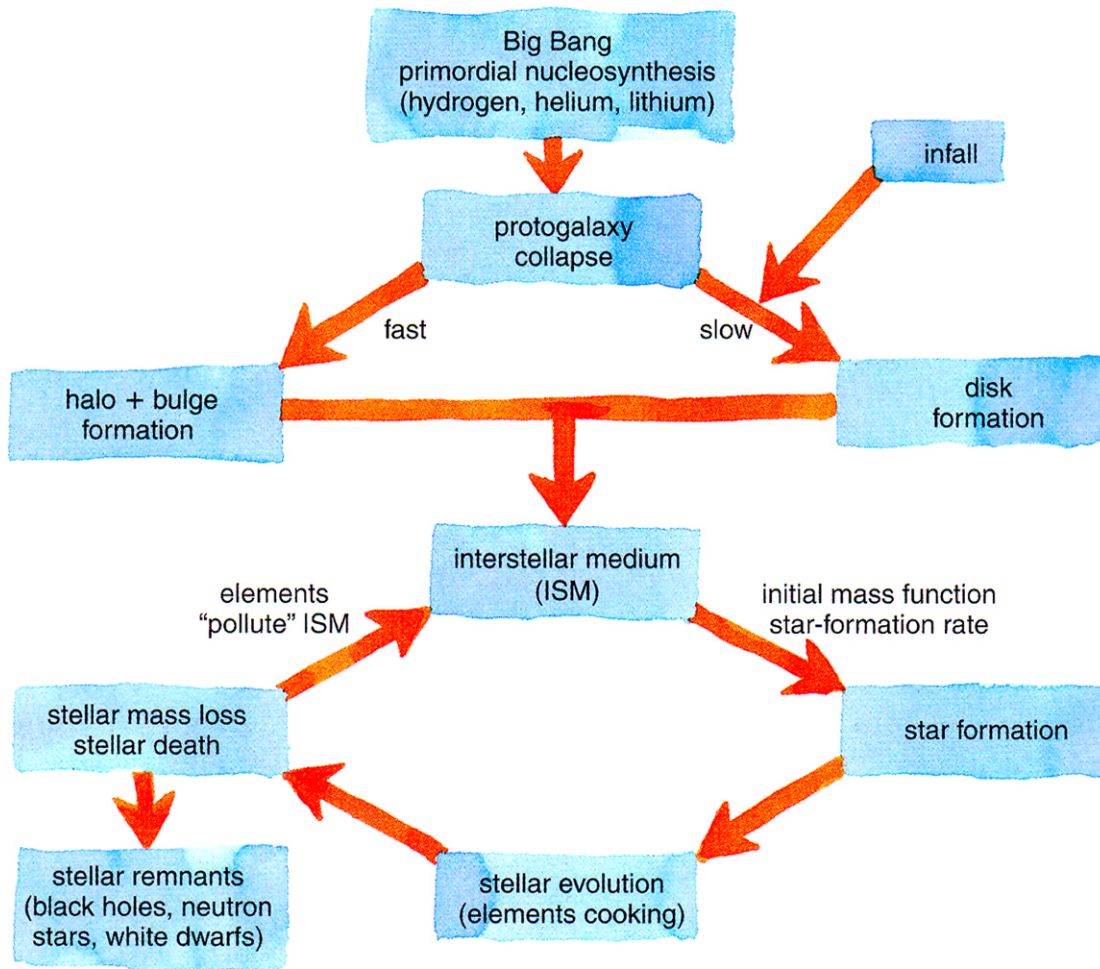 Big Bang
primordial nucleosynthesis
(hydrogen, helium, lithium)
infall
protogalaxy
collapse
fast
slow
halo + bulge
formation
disk
formation
interstellar medium
(ISM)
elements
“pollute” ISM
initial mass function
star-formation rate
stellar mass loss
stellar death
star formation
stellar remnants
(black holes, neutron
stars, white dwarfs)
stellar evolution
(elements cooking)